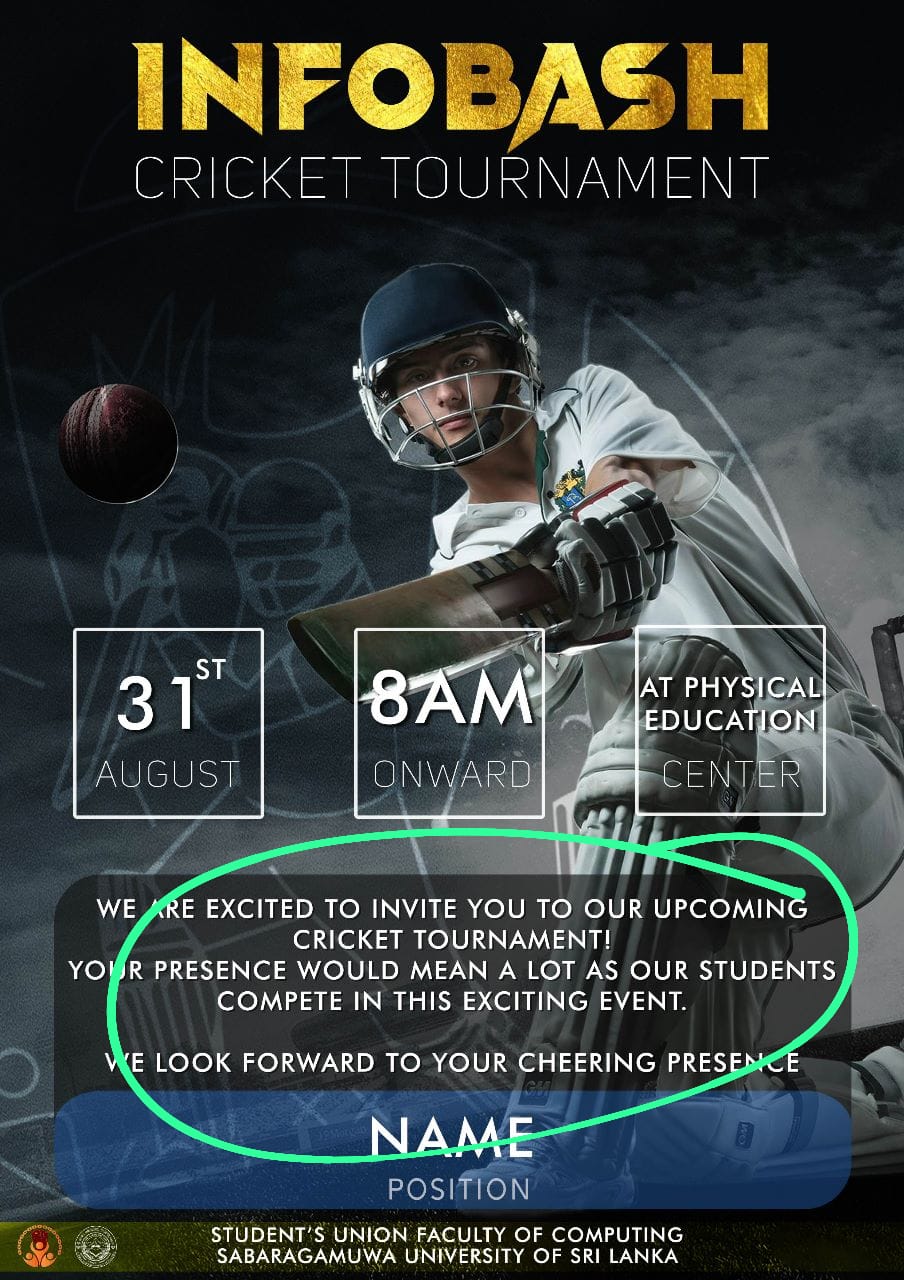 INFOBASH
CRICKET TOURNAMENT
31ST
AUGUST
8AM
ONWARD
AT PHYSICAL
EDUCATION
CENTER
WE ARE EXCITED TO INVITE YOU TO OUR UPCOMING
CRICKET TOURNAMENT!
YOUR PRESENCE WOULD MEAN A LOT AS OUR STUDENTS
COMPETE IN THIS EXCITING EVENT.
WE LOOK FORWARD TO YOUR CHEERING PRESENCE
NAME
POSITION
STUDENT'S UNION FACULTY OF COMPUTING
SABARAGAMUWA UNIVERSITY OF SRI LANKA